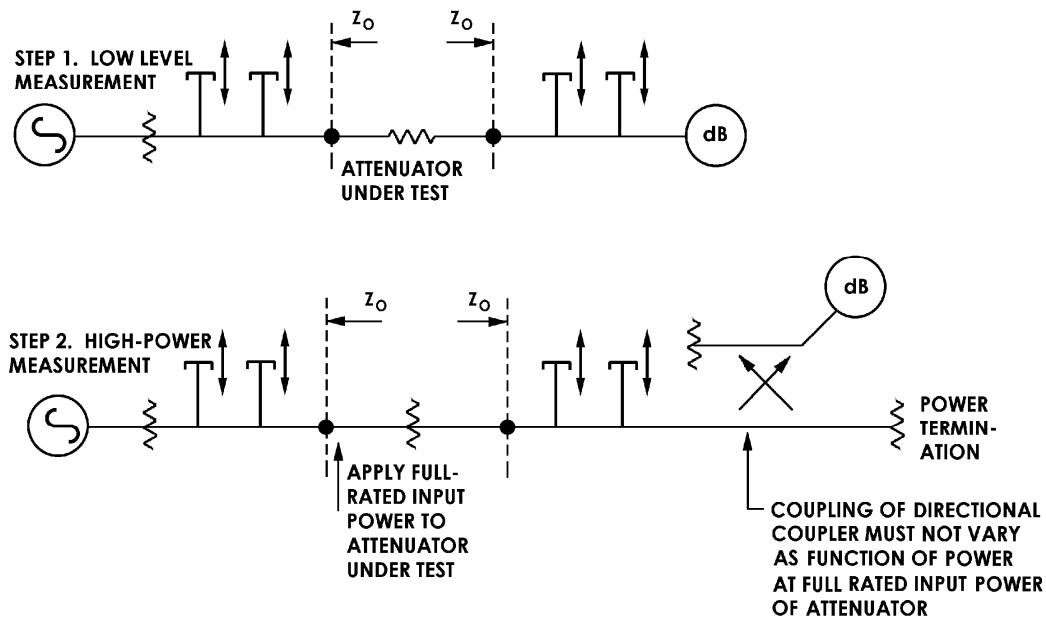 Z₀ Z₀
STEP 1. LOW LEVEL
MEASUREMENT
dB
ATTENUATOR
UNDER TEST
dB
Z₀ Z₀
STEP 2. HIGH-POWER
MEASUREMENT
POWER
TERMIN-
ATION
APPLY FULL-
RATED INPUT
POWER TO
ATTENUATOR
UNDER TEST
COUPLING OF DIRECTIONAL
COUPLER MUST NOT VARY
AS FUNCTION OF POWER
AT FULL RATED INPUT POWER
OF ATTENUATOR